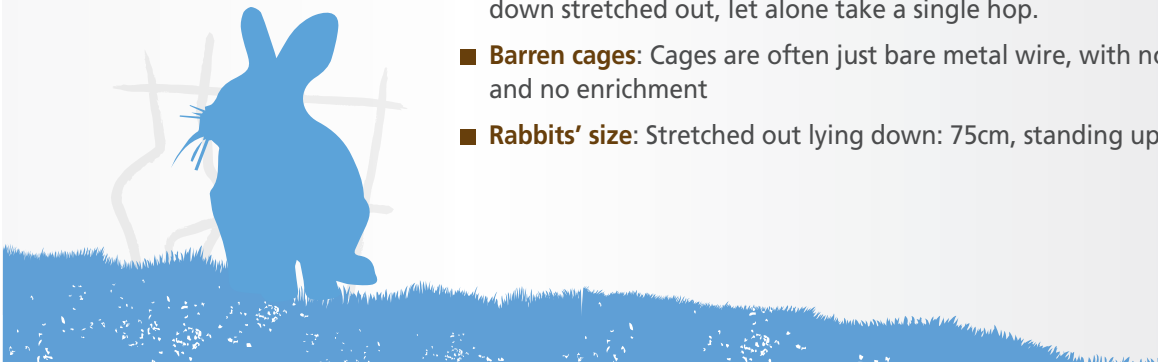 down stretched out, let alone take a single hop.
Barren cages: Cages are often just bare metal wire, with no
and no enrichment
Rabbits’ size: Stretched out lying down: 75cm, standing up